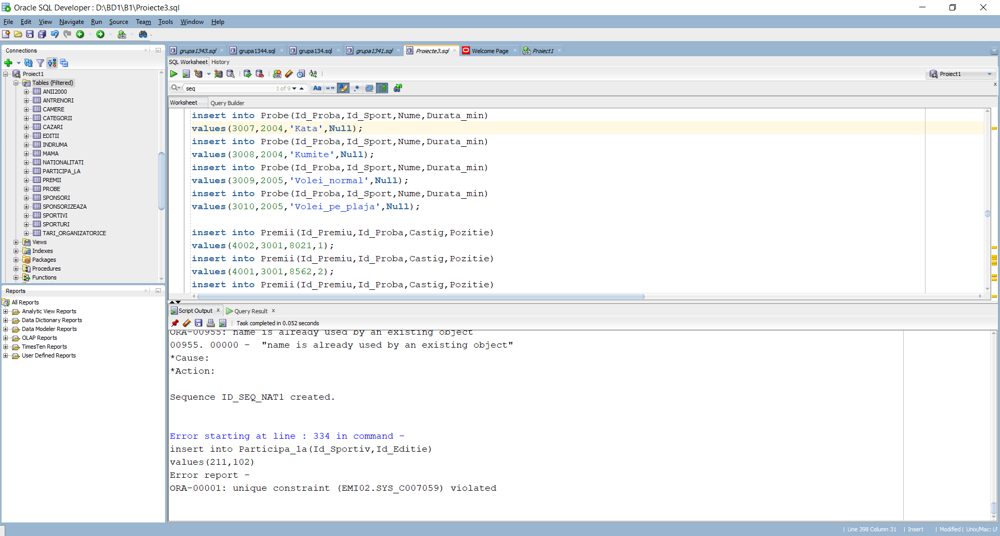 Oracle SQL Developer : D:\BD1\B1\Proiecte3.sql
File Edit View Navigate Run Source Team Tools Window Help
Connections
Proiect1
Tables (Filtered)
ANII2000
ANTRENORI
CAMERE
CATEGORII
CAZARI
EDITII
INDRUMA
MAMA
NATIONALITATI
PARTICIPA_LA
PREMII
PROBE
SPONSORI
SPONSORIZEAZA
SPORTIVI
SPORTURI
TARI_ORGANIZATORICE
Views
Indexes
Packages
Procedures
Functions
Reports
All Reports
Analytic View Reports
Data Dictionary Reports
Data Modeler Reports
OLAP Reports
TimesTen Reports
User Defined Reports
grupa1343.sql grupa1344.sql grupa134.sql grupa1341.sql Proiecte3.sql Welcome Page Proiect1
SQL Worksheet History
Proiect1
seq 1 of 9 Aa “ ” .*
Worksheet Query Builder
insert into Probe(Id_Proba,Id_Sport,Nume,Durata_min)
values(3007,2004,'Kata',Null);
insert into Probe(Id_Proba,Id_Sport,Nume,Durata_min)
values(3008,2004,'Kumite',Null);
insert into Probe(Id_Proba,Id_Sport,Nume,Durata_min)
values(3009,2005,'Volei_normal',Null);
insert into Probe(Id_Proba,Id_Sport,Nume,Durata_min)
values(3010,2005,'Volei_pe_plaja',Null);
insert into Premii(Id_Premiu,Id_Proba,Castig,Pozitie)
values(4002,3001,8021,1);
insert into Premii(Id_Premiu,Id_Proba,Castig,Pozitie)
values(4001,3001,8562,2);
insert into Premii(Id_Premiu,Id_Proba,Castig,Pozitie)
Script Output x Query Result x
Task completed in 0.052 seconds
ORA-00955: name is already used by an existing object
00955. 00000 -  "name is already used by an existing object"
*Cause:
*Action:
Sequence ID_SEQ_NAT1 created.
Error starting at line : 334 in command -
insert into Participa_la(Id_Sportiv,Id_Editie)
values(211,102)
Error report -
ORA-00001: unique constraint (EMI02.SYS_C007059) violated
Line 398 Column 31 | Insert | Modified | Unix/Mac: LF